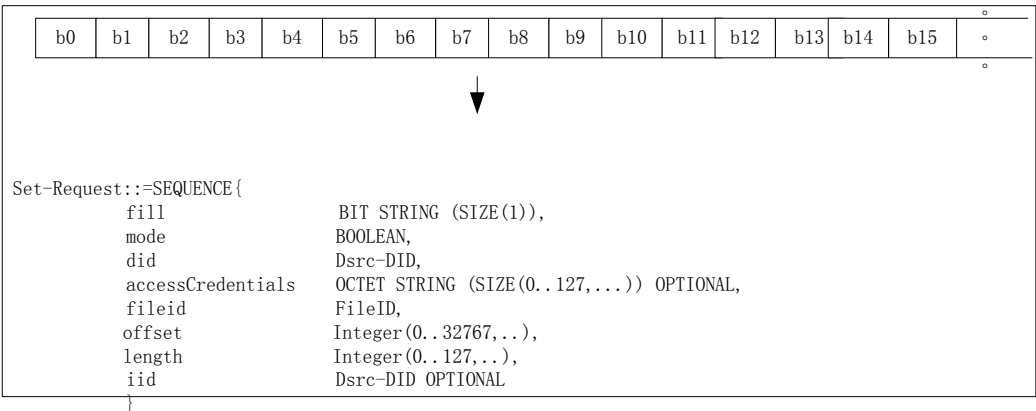 b0 b1 b2 b3 b4 b5 b6 b7 b8 b9 b10 b11 b12 b13 b14 b15 。。。
Set-Request::=SEQUENCE{
fill BIT STRING (SIZE(1)),
mode BOOLEAN,
did Dsrc-DID,
accessCredentials OCTET STRING (SIZE(0..127,...)) OPTIONAL,
fileid FileID,
offset Integer(0..32767,..),
length Integer(0..127,..),
iid Dsrc-DID OPTIONAL
}